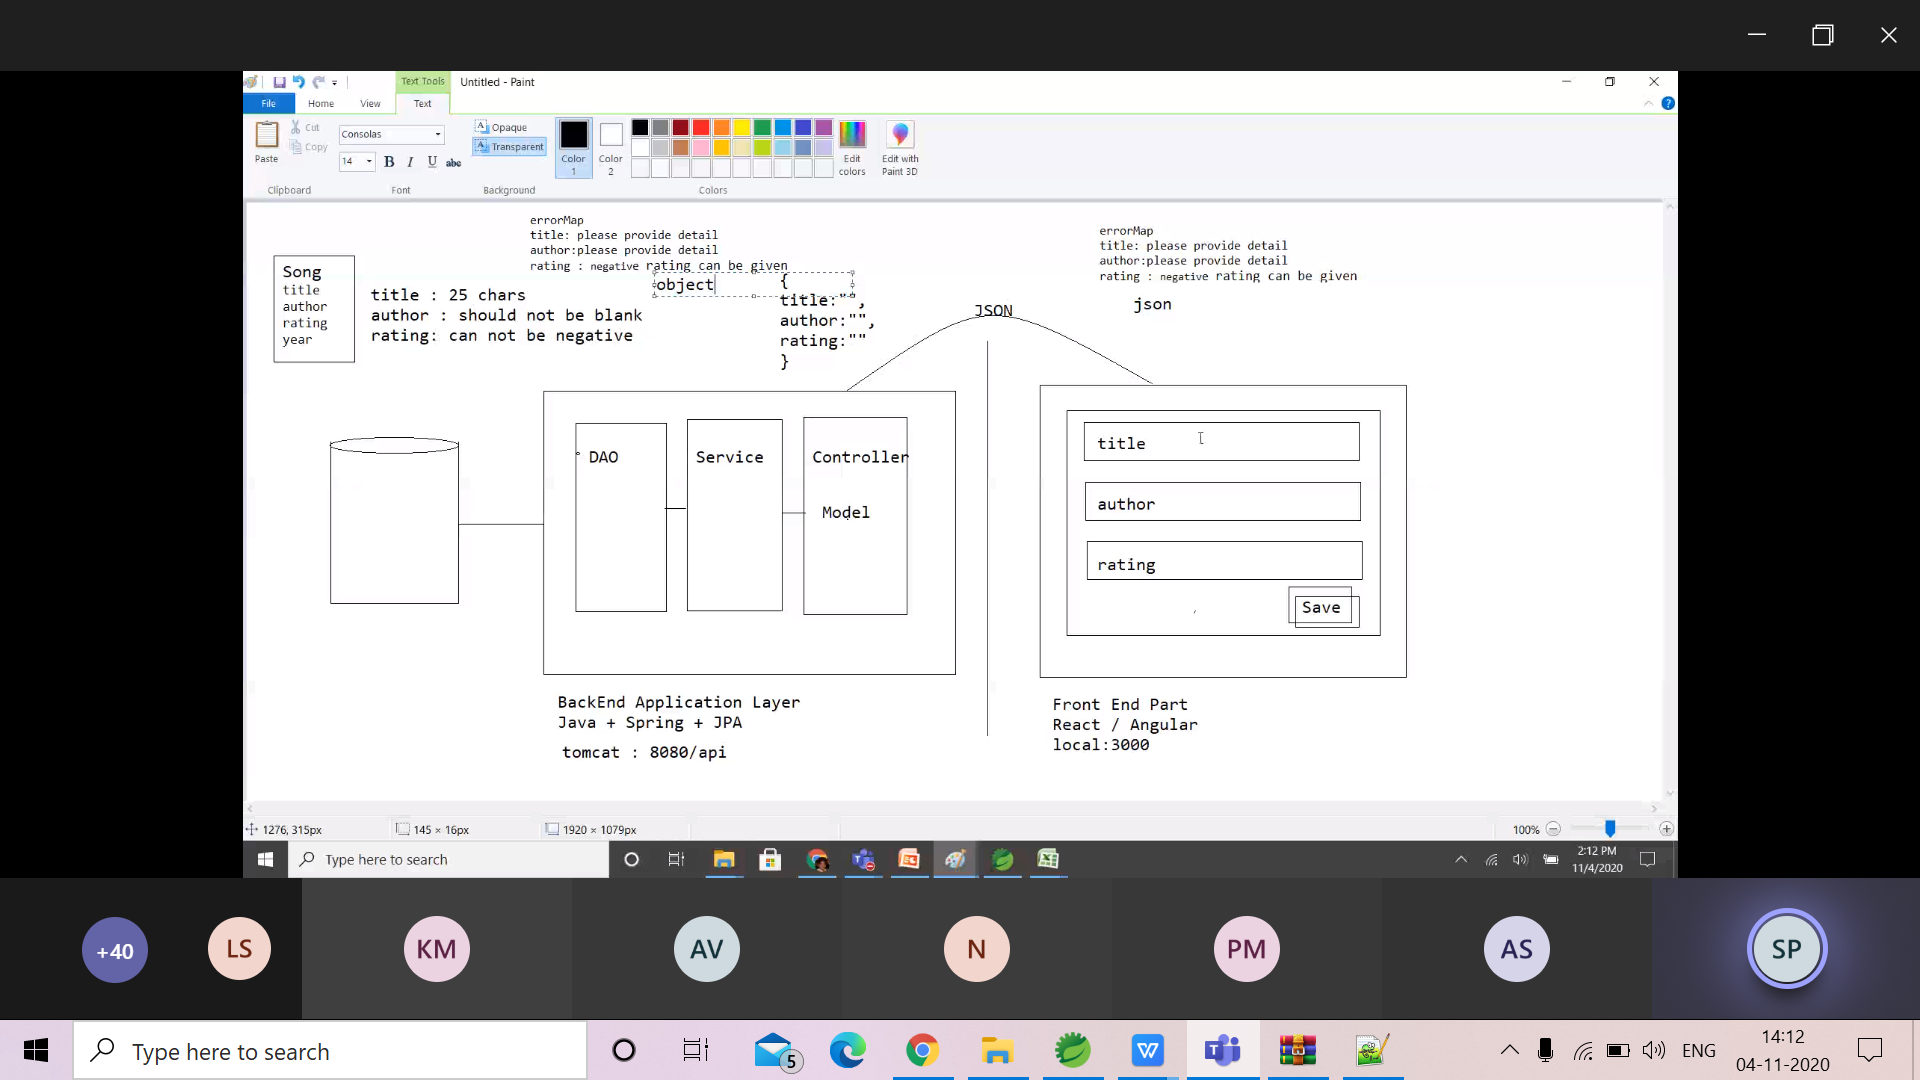 Text Tools
Untitled - Paint
File
Home
View
Text
Paste
Cut
Copy
Consolas
14
B
I
U
abc
A Opaque
A Transparent
Color
1
Color
2
Edit
colors
Edit with
Paint 3D
Clipboard
Font
Background
Colors
errorMap
title: please provide detail
author:please provide detail
rating : negative rating can be given
errorMap
title: please provide detail
author:please provide detail
rating : negative rating can be given
json
Song
title
author
rating
year
title : 25 chars
author : should not be blank
rating: can not be negative
object
{
title:"",
author:"",
rating:""
}
JSON
DAO
Service
Controller
Model
title
author
rating
Save
BackEnd Application Layer
Java + Spring + JPA
tomcat : 8080/api
Front End Part
React / Angular
local:3000
1276, 315px
145 × 16px
1920 × 1079px
100%
Type here to search
2:12 PM
11/4/2020
+40
LS
KM
AV
N
PM
AS
SP
Type here to search
5
W
ENG
14:12
04-11-2020